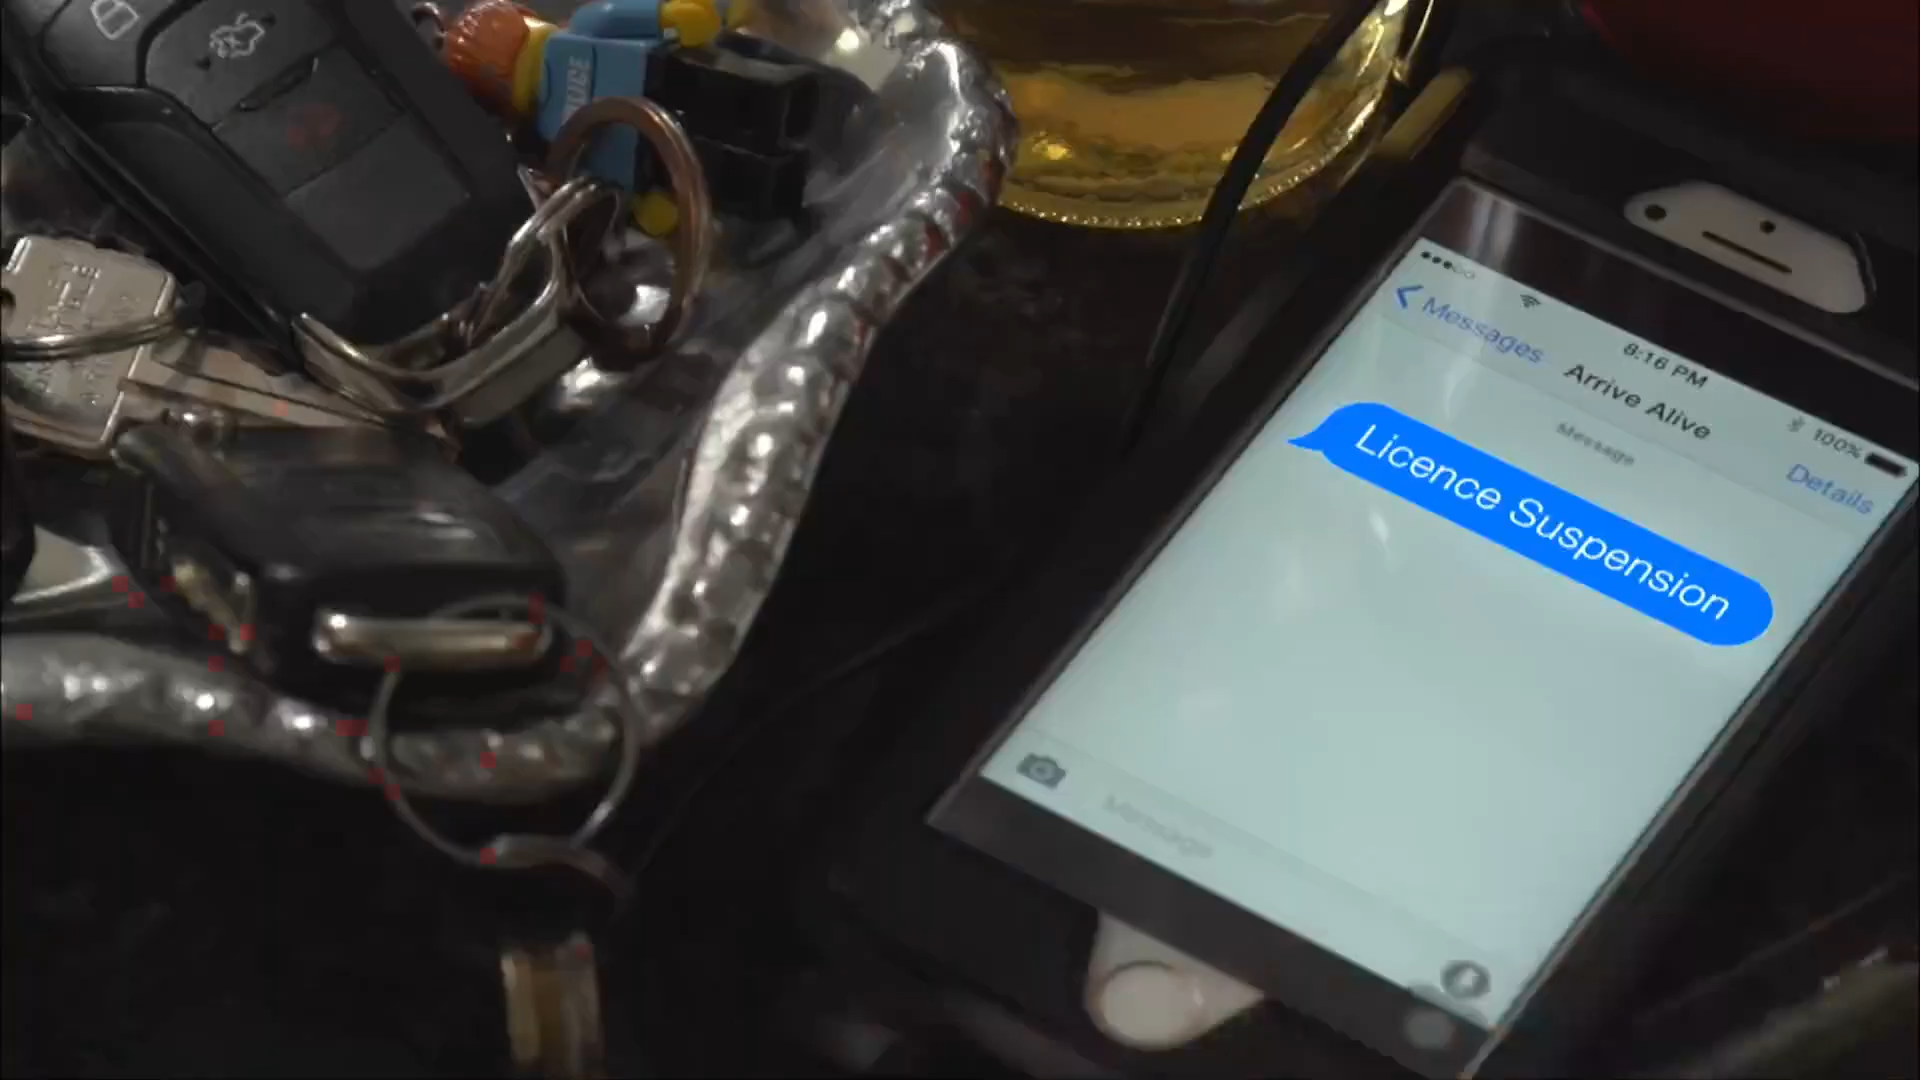 8:16 PM
100%
Messages
Arrive Alive
Details
Message
Licence Suspension
Message